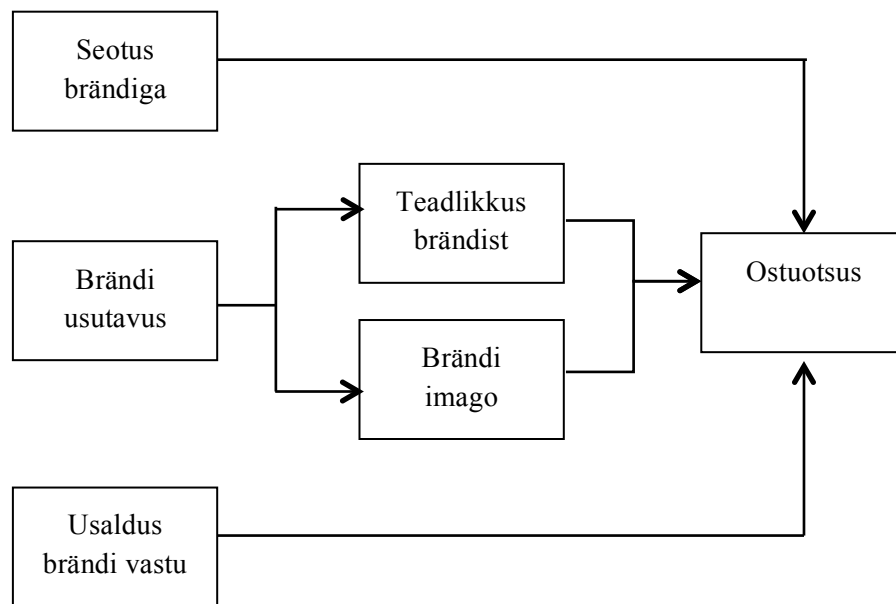 Seotus
brändiga
Teadlikkus
brändist
Brändi
usutavus
Ostuotsus
Brändi
imago
Usaldus
brändi vastu